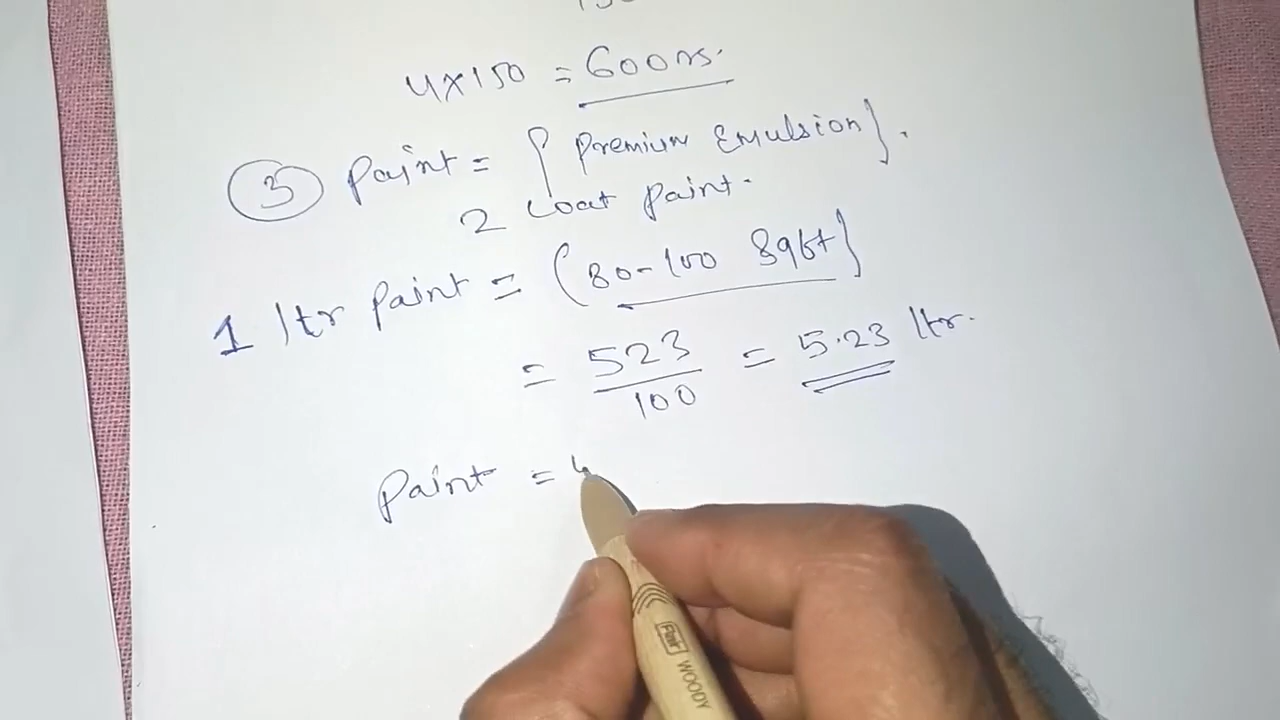 4×150 = 600rs.
3 Paint = { Premium Emulsion}.
2 Coat paint.
1 ltr paint = (80-100 Sqft}
= 523/100 = 5.23 ltr.
Paint =
Flair WOODY